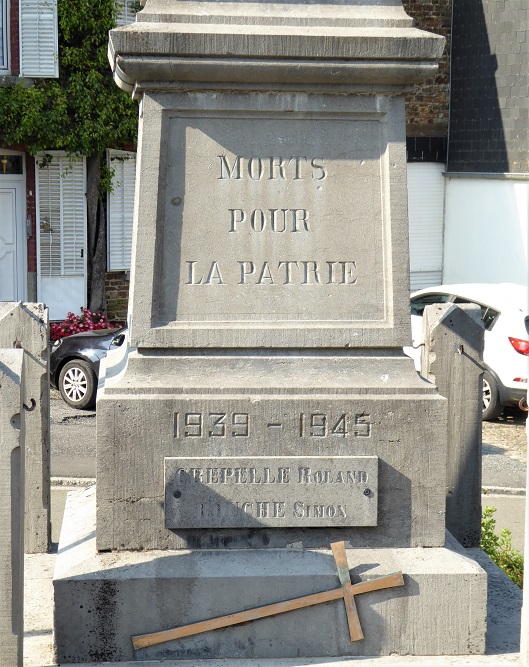 MORTS
POUR
LA PATRIE
1939 - 1945
CREPELLE ROLAND
SIMON